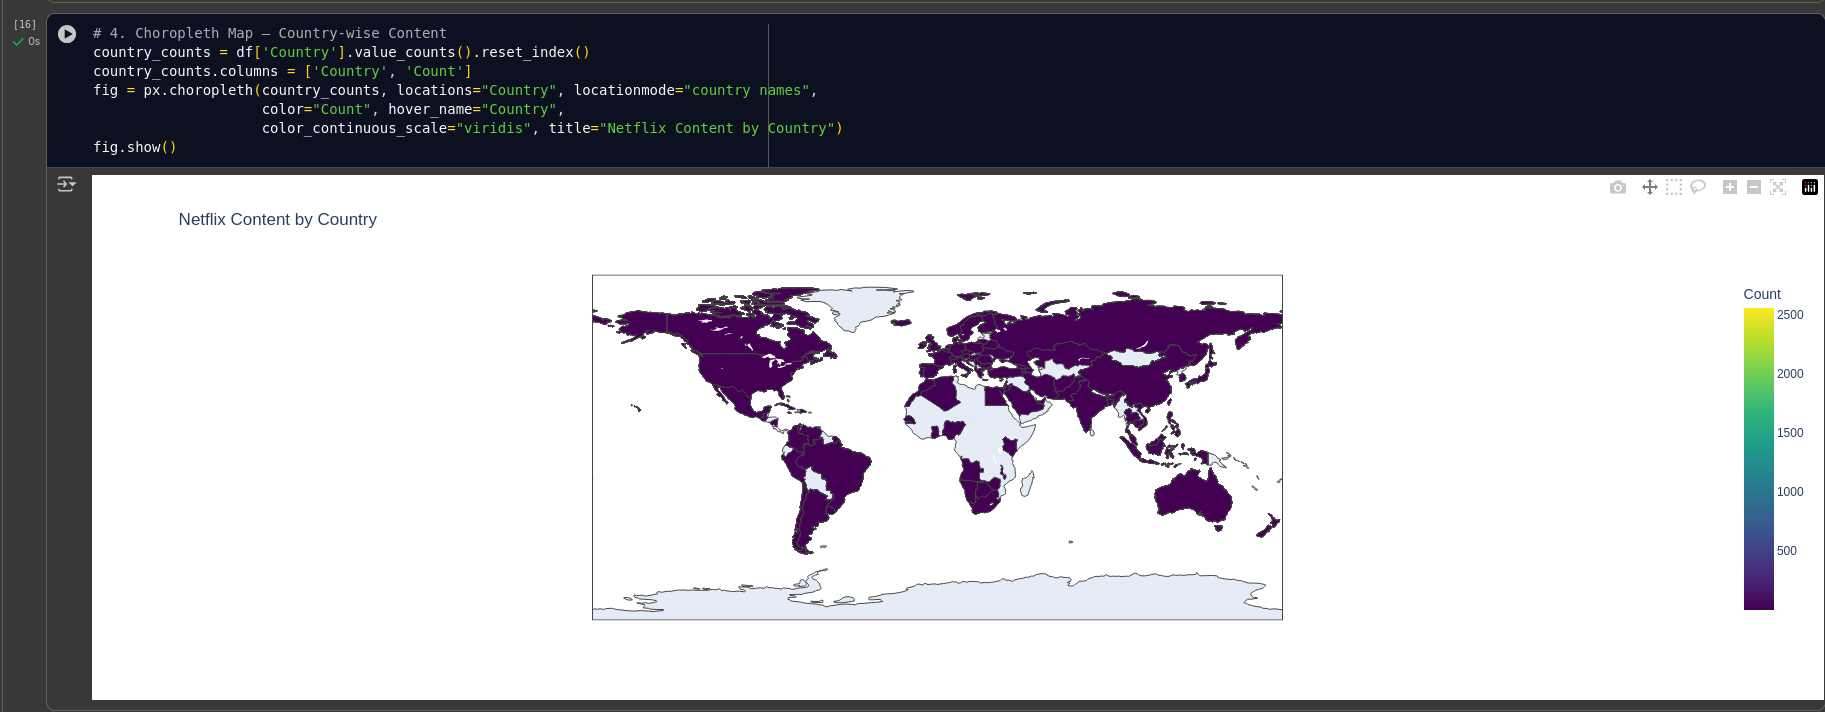 [16]
0s
# 4. Choropleth Map – Country-wise Content
country_counts = df['Country'].value_counts().reset_index()
country_counts.columns = ['Country', 'Count']
fig = px.choropleth(country_counts, locations="Country", locationmode="country names",
color="Count", hover_name="Country",
color_continuous_scale="viridis", title="Netflix Content by Country")
fig.show()
Netflix Content by Country
Count
2500
2000
1500
1000
500